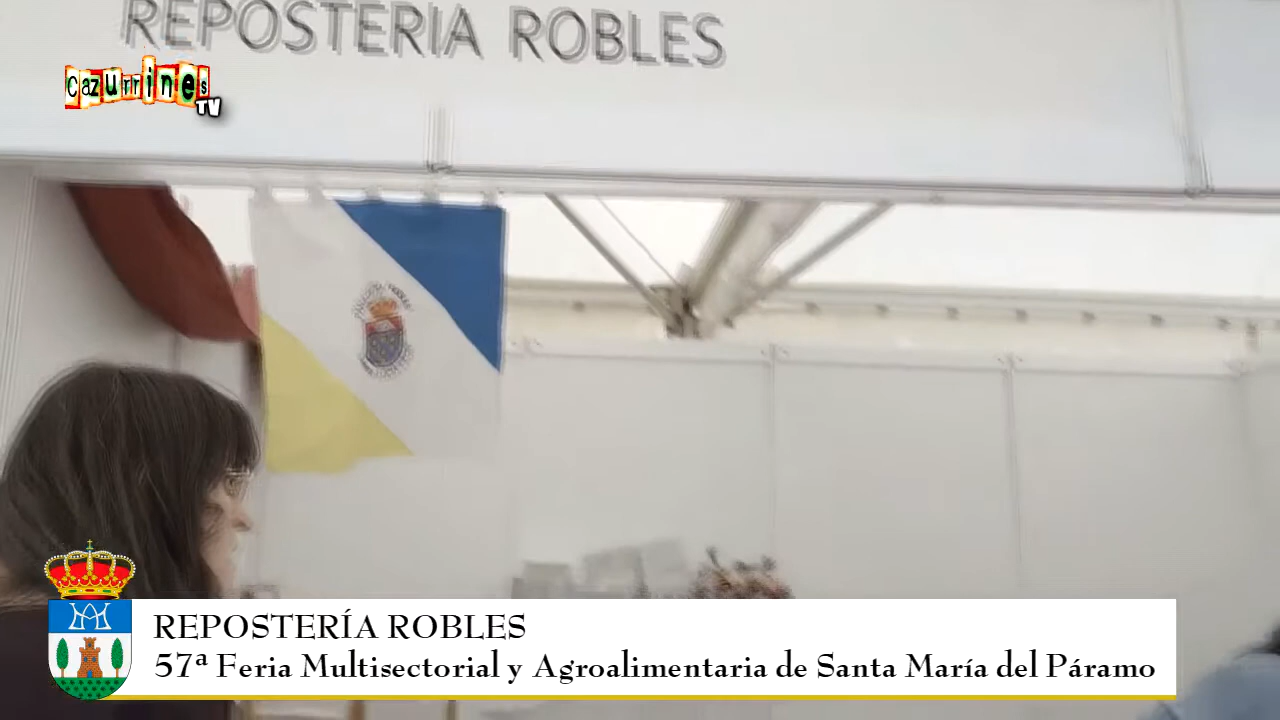 REPOSTERIA ROBLES
Cazurrines
TV
REPOSTERÍA ROBLES
57ª Feria Multisectorial y Agroalimentaria de Santa María del Páramo